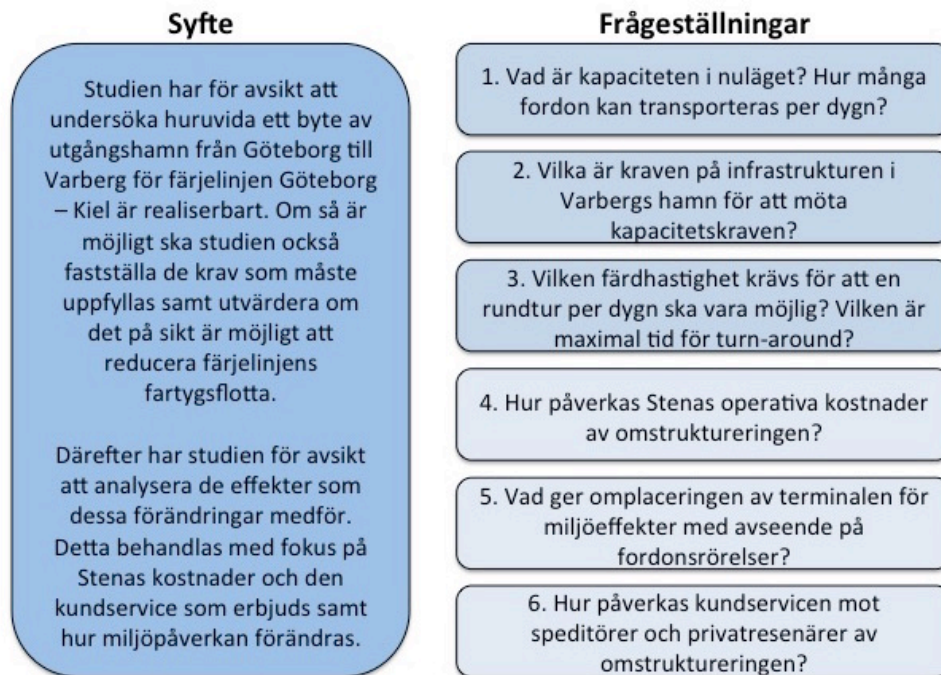 Syfte
Studien har för avsikt att
undersöka huruvida ett byte av
utgångshamn från Göteborg till
Varberg för färjelinjen Göteborg
– Kiel är realiserbart. Om så är
möjligt ska studien också
fastställa de krav som måste
uppfyllas samt utvärdera om
det på sikt är möjligt att
reducera färjelinjens
fartygsflotta.
Därefter har studien för avsikt
att analysera de effekter som
dessa förändringar medför.
Detta behandlas med fokus på
Stenas kostnader och den
kundservice som erbjuds samt
hur miljöpåverkan förändras.
Frågeställningar
1. Vad är kapaciteten i nuläget? Hur många
fordon kan transporteras per dygn?
2. Vilka är kraven på infrastrukturen i
Varbergs hamn för att möta
kapacitetskraven?
3. Vilken färdhastighet krävs för att en
rundtur per dygn ska vara möjlig? Vilken är
maximal tid för turn-around?
4. Hur påverkas Stenas operativa kostnader
av omstruktureringen?
5. Vad ger omplaceringen av terminalen för
miljöeffekter med avseende på
fordonsrörelser?
6. Hur påverkas kundservicen mot
speditörer och privatresenärer av
omstruktureringen?